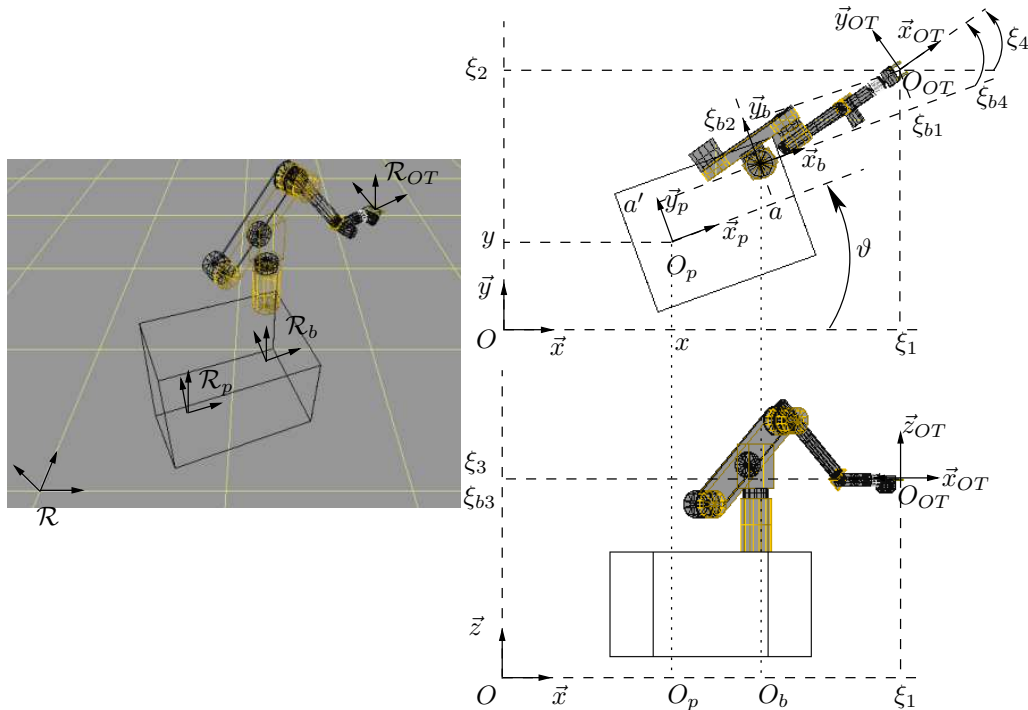 $\mathcal{R}_{OT}$
$\mathcal{R}_b$
$\mathcal{R}_p$
$\mathcal{R}$
$\vec{y}_{OT}$ $\vec{x}_{OT}$ $\xi_4$
$\xi_2$ $O_{OT}$ $\xi_{b4}$
$\xi_{b2}$ $\vec{y}_b$ $\xi_{b1}$
$\vec{x}_b$
$a'$ $\vec{y}_p$ $a$
$y$ $\vec{x}_p$ $\vartheta$
$O_p$
$\vec{y}$
$O$ $\vec{x}$ $x$ $\xi_1$
$\vec{z}_{OT}$
$\xi_3$ $\vec{x}_{OT}$
$\xi_{b3}$ $O_{OT}$
$\vec{z}$
$O$ $\vec{x}$ $O_p$ $O_b$ $\xi_1$